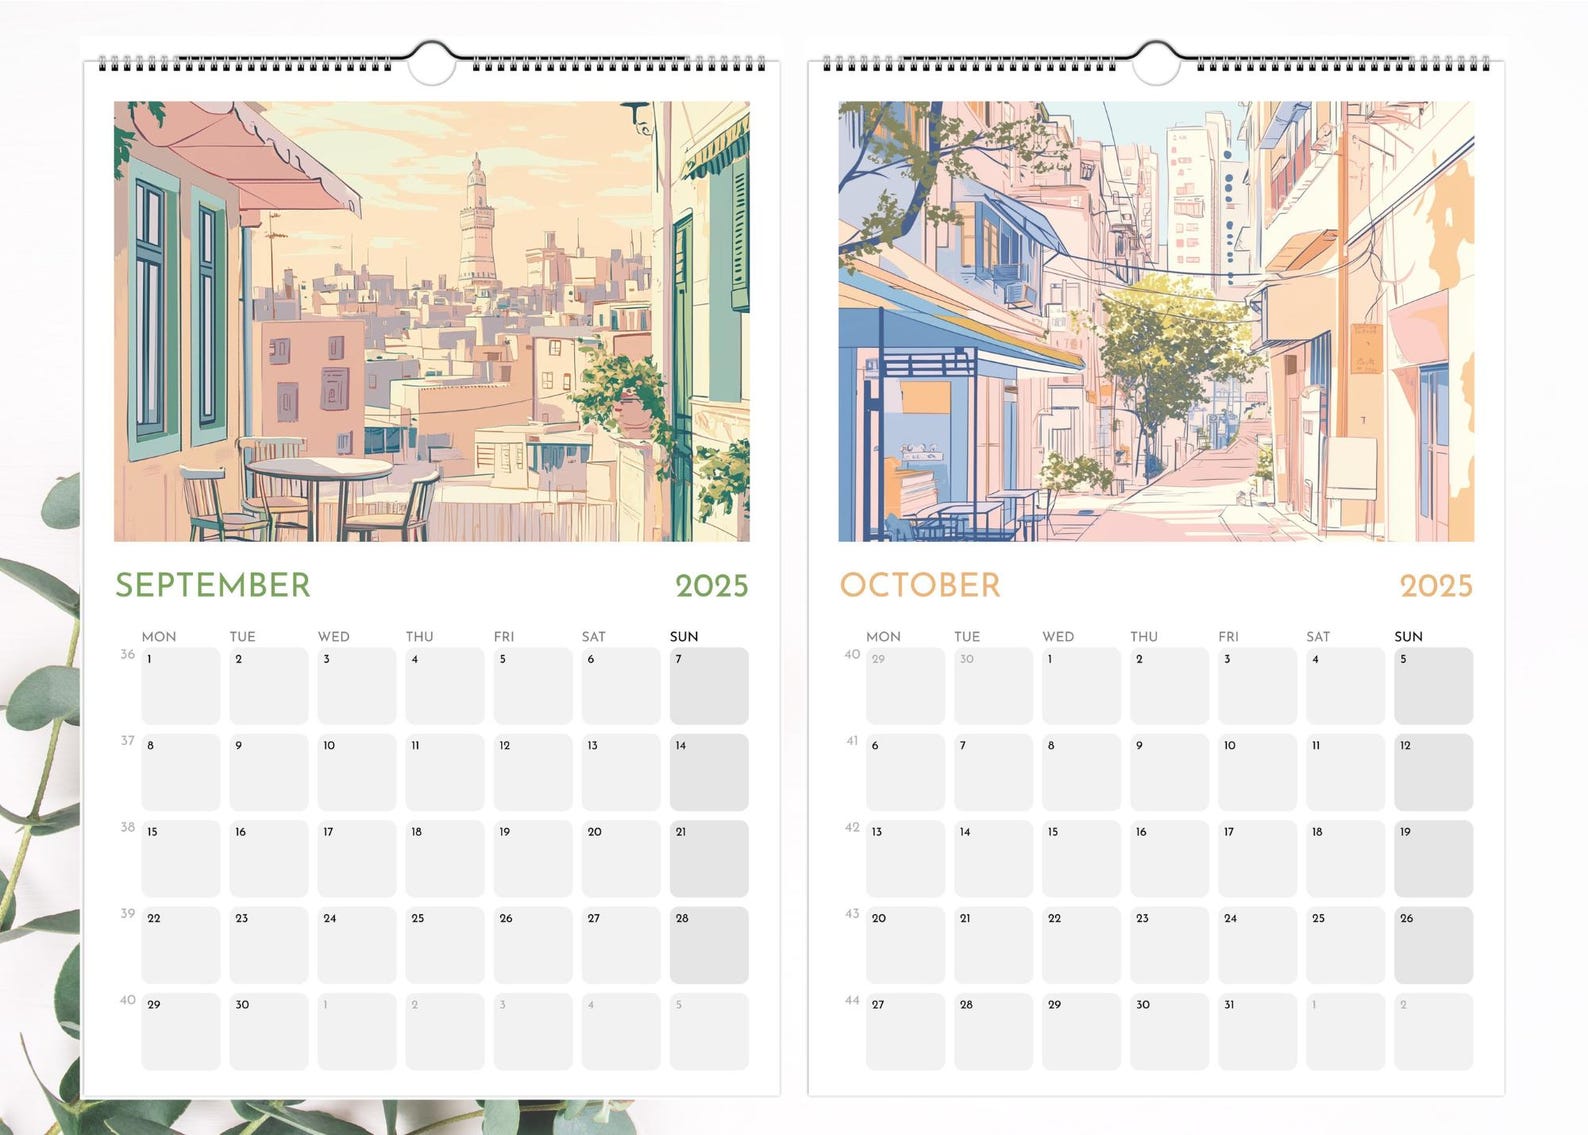 SEPTEMBER 2025
MON TUE WED THU FRI SAT SUN
36 1 2 3 4 5 6 7
37 8 9 10 11 12 13 14
38 15 16 17 18 19 20 21
39 22 23 24 25 26 27 28
40 29 30 1 2 3 4 5
OCTOBER 2025
MON TUE WED THU FRI SAT SUN
40 29 30 1 2 3 4 5
41 6 7 8 9 10 11 12
42 13 14 15 16 17 18 19
43 20 21 22 23 24 25 26
44 27 28 29 30 31 1 2